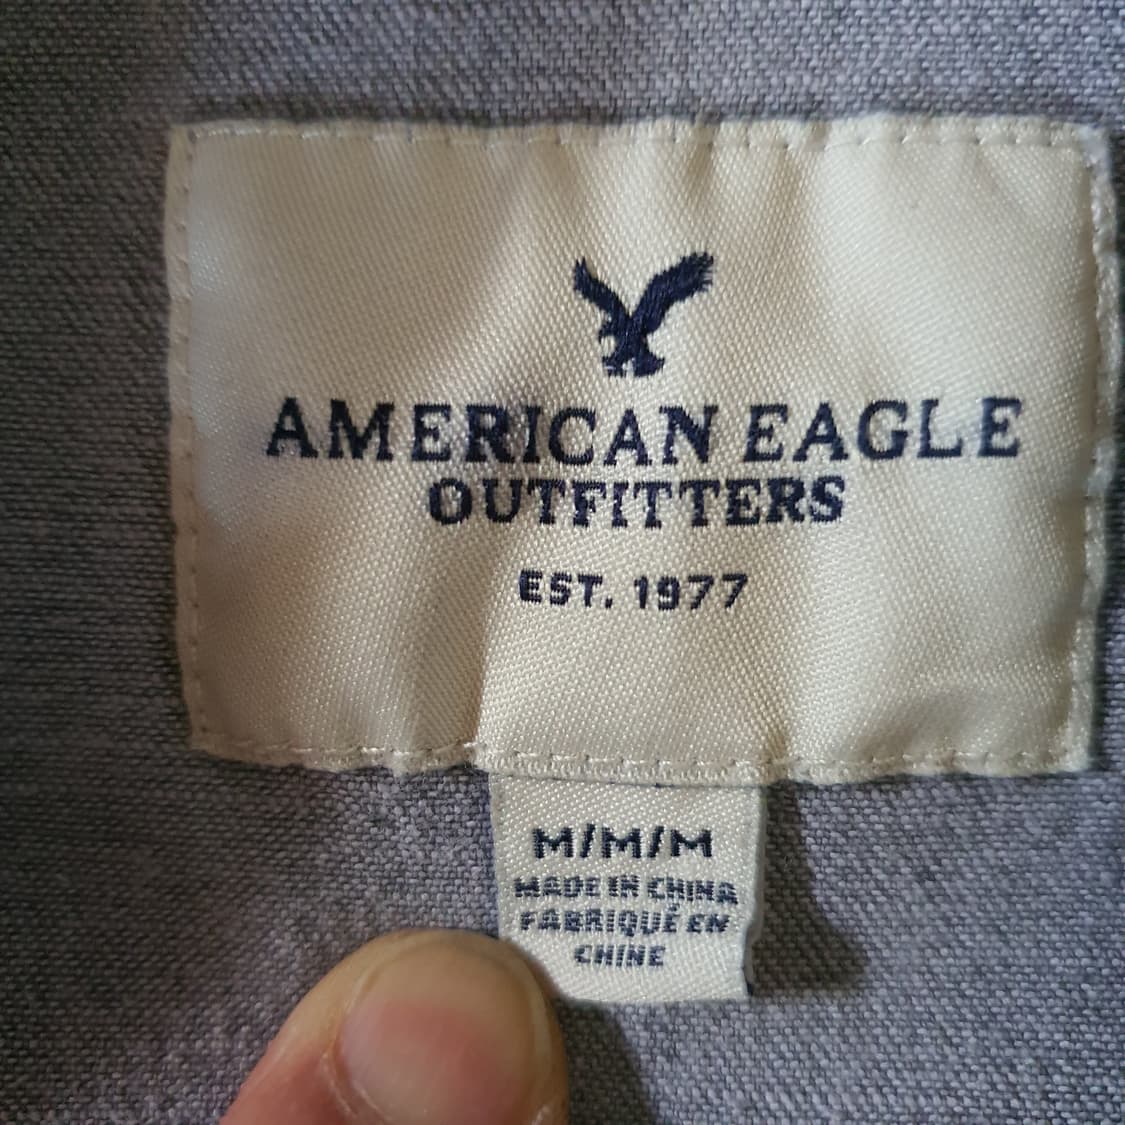 AMERICAN EAGLE
OUTFITTERS
EST. 1977
M/M/M
MADE IN CHINA
FABRIQUÉ EN
CHINE